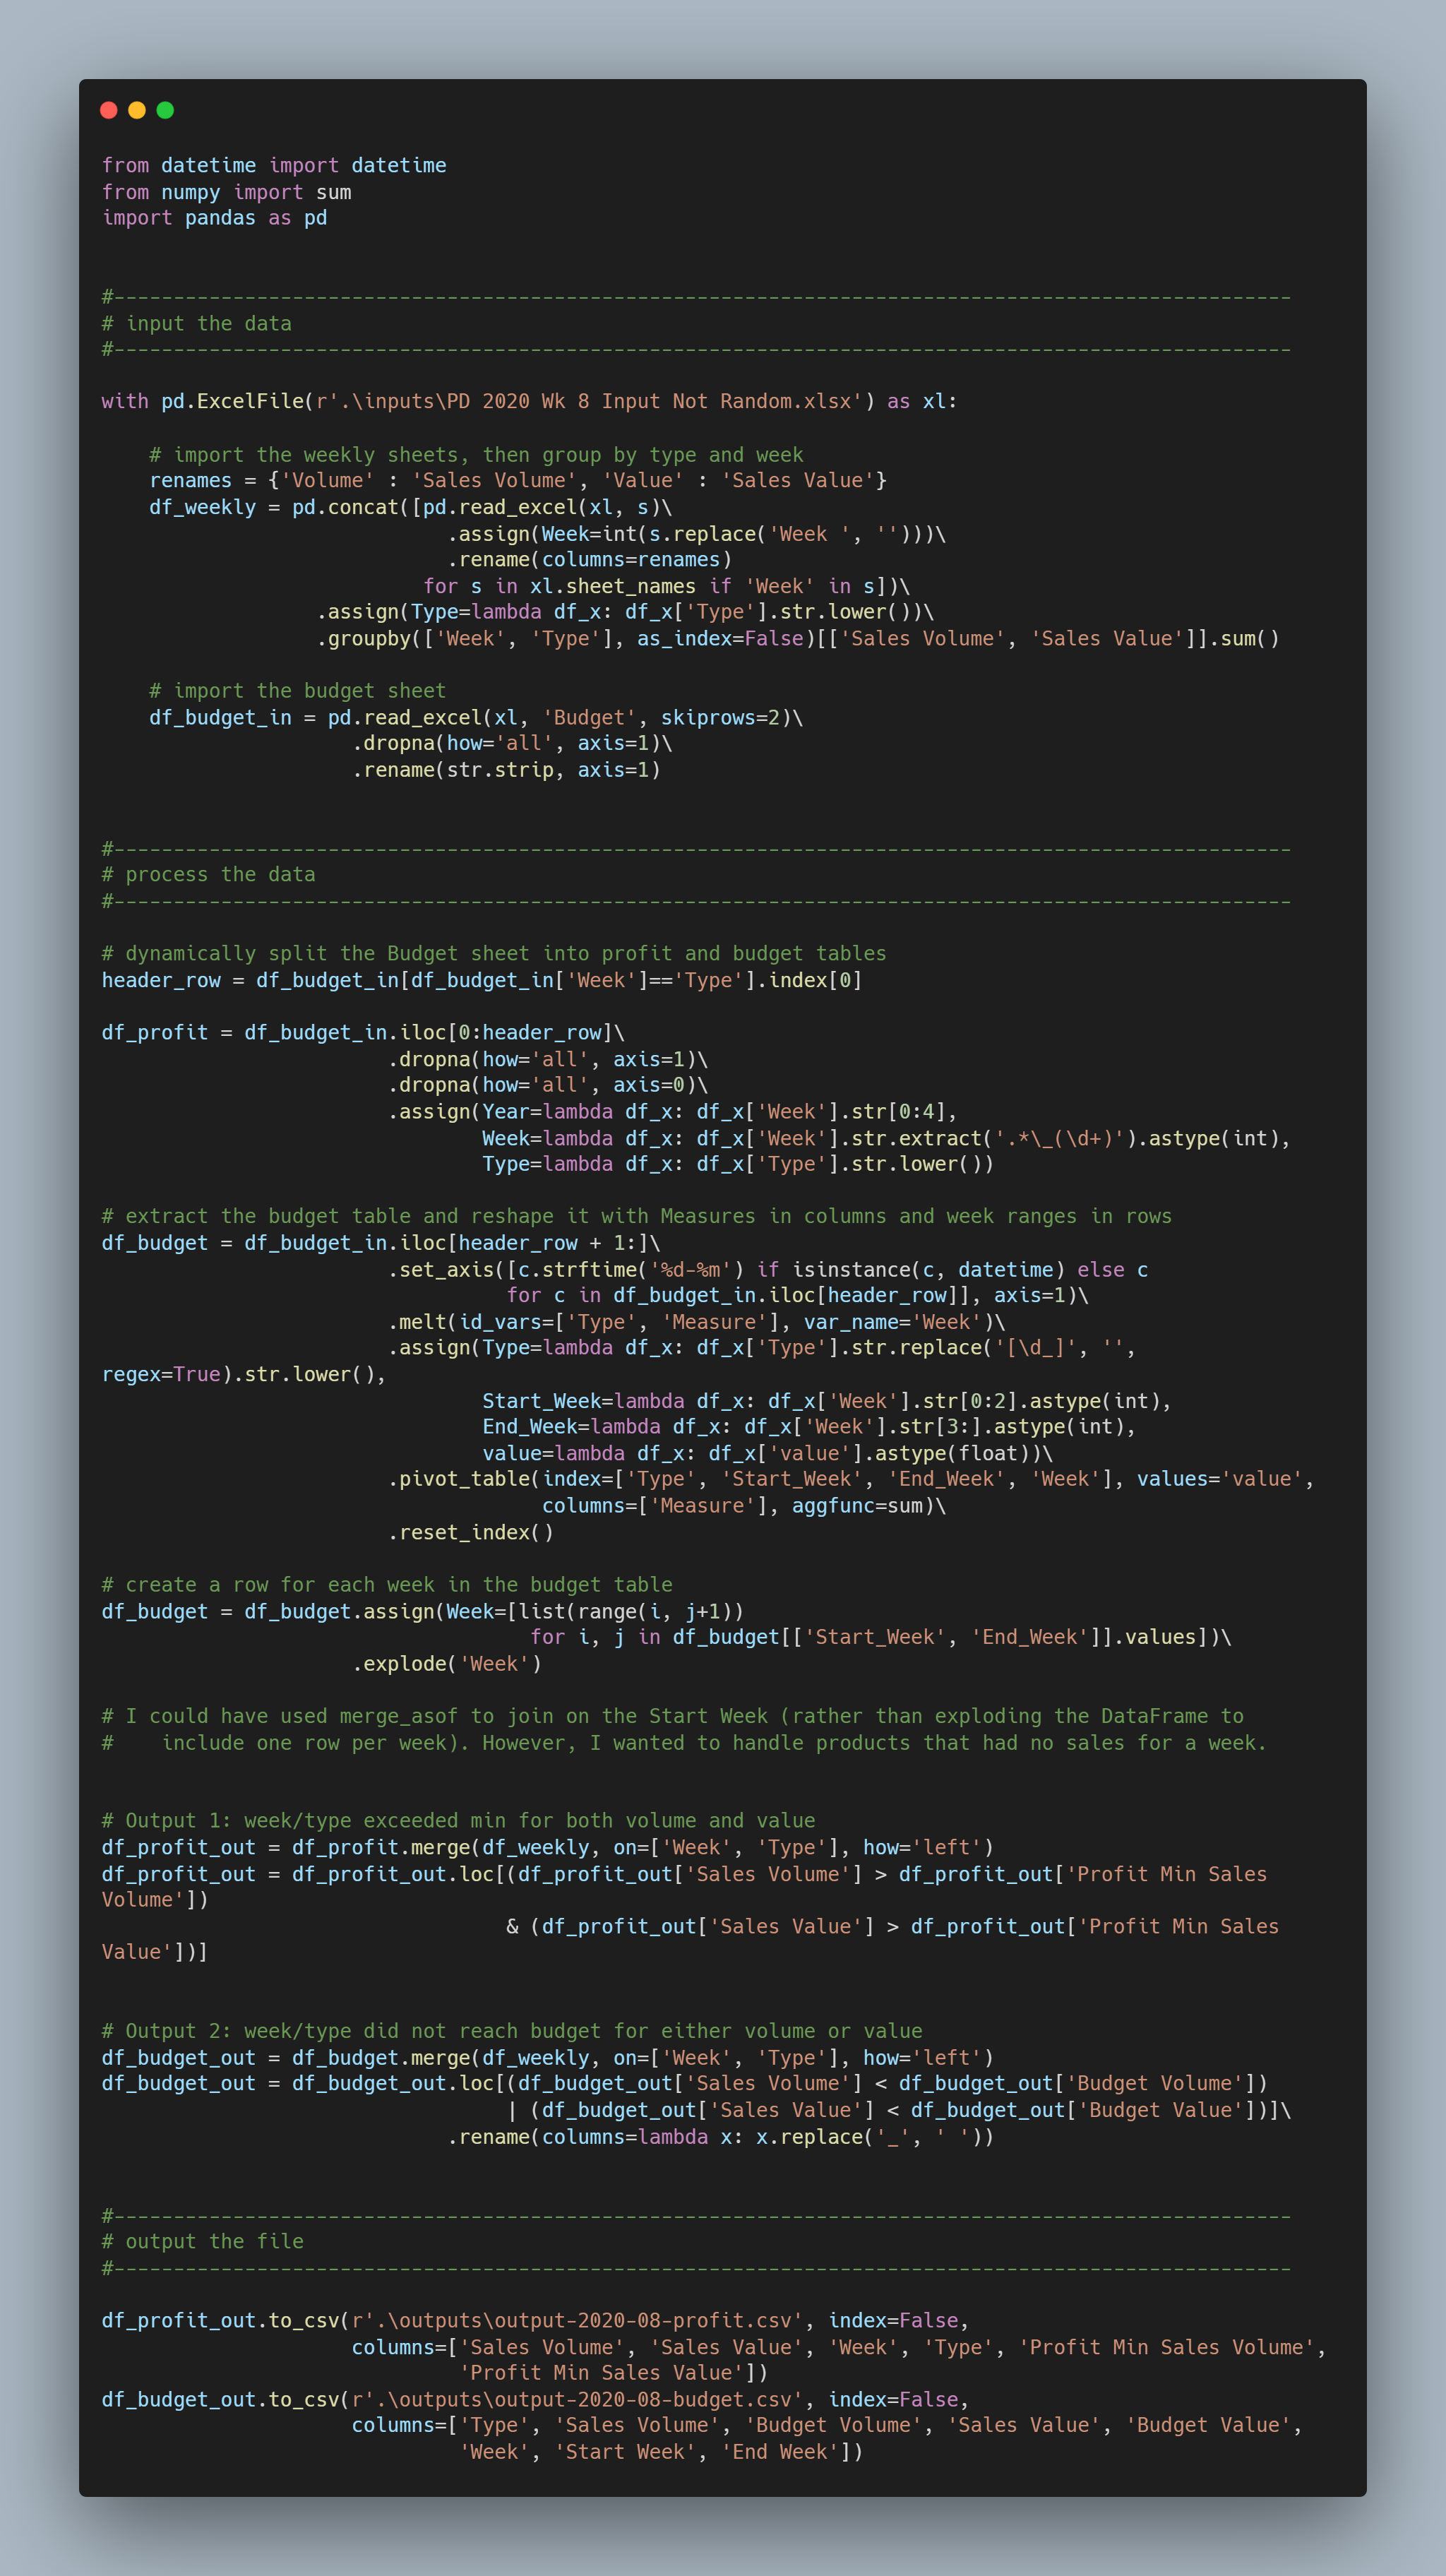 from datetime import datetime
from numpy import sum
import pandas as pd
#---------------------------------------------------------------------------------------------------
# input the data
#---------------------------------------------------------------------------------------------------
with pd.ExcelFile(r'.\inputs\PD 2020 Wk 8 Input Not Random.xlsx') as xl:
    # import the weekly sheets, then group by type and week
    renames = {'Volume' : 'Sales Volume', 'Value' : 'Sales Value'}
    df_weekly = pd.concat([pd.read_excel(xl, s)\
                             .assign(Week=int(s.replace('Week ', '')))\
                             .rename(columns=renames)
                           for s in xl.sheet_names if 'Week' in s])\
                  .assign(Type=lambda df_x: df_x['Type'].str.lower())\
                  .groupby(['Week', 'Type'], as_index=False)[['Sales Volume', 'Sales Value']].sum()
    # import the budget sheet
    df_budget_in = pd.read_excel(xl, 'Budget', skiprows=2)\
                     .dropna(how='all', axis=1)\
                     .rename(str.strip, axis=1)
#---------------------------------------------------------------------------------------------------
# process the data
#---------------------------------------------------------------------------------------------------
# dynamically split the Budget sheet into profit and budget tables
header_row = df_budget_in[df_budget_in['Week']=='Type'].index[0]
df_profit = df_budget_in.iloc[0:header_row]\
                        .dropna(how='all', axis=1)\
                        .dropna(how='all', axis=0)\
                        .assign(Year=lambda df_x: df_x['Week'].str[0:4],
                                Week=lambda df_x: df_x['Week'].str.extract('.*\_(\d+)').astype(int),
                                Type=lambda df_x: df_x['Type'].str.lower())
# extract the budget table and reshape it with Measures in columns and week ranges in rows
df_budget = df_budget_in.iloc[header_row + 1:]\
                        .set_axis([c.strftime('%d-%m') if isinstance(c, datetime) else c
                                  for c in df_budget_in.iloc[header_row]], axis=1)\
                        .melt(id_vars=['Type', 'Measure'], var_name='Week')\
                        .assign(Type=lambda df_x: df_x['Type'].str.replace('[\d_]', '',
regex=True).str.lower(),
                                Start_Week=lambda df_x: df_x['Week'].str[0:2].astype(int),
                                End_Week=lambda df_x: df_x['Week'].str[3:].astype(int),
                                value=lambda df_x: df_x['value'].astype(float))\
                        .pivot_table(index=['Type', 'Start_Week', 'End_Week', 'Week'], values='value',
                                     columns=['Measure'], aggfunc=sum)\
                        .reset_index()
# create a row for each week in the budget table
df_budget = df_budget.assign(Week=[list(range(i, j+1))
                                    for i, j in df_budget[['Start_Week', 'End_Week']].values])\
                     .explode('Week')
# I could have used merge_asof to join on the Start Week (rather than exploding the DataFrame to
#    include one row per week). However, I wanted to handle products that had no sales for a week.
# Output 1: week/type exceeded min for both volume and value
df_profit_out = df_profit.merge(df_weekly, on=['Week', 'Type'], how='left')
df_profit_out = df_profit_out.loc[(df_profit_out['Sales Volume'] > df_profit_out['Profit Min Sales
Volume'])
                                  & (df_profit_out['Sales Value'] > df_profit_out['Profit Min Sales
Value'])]
# Output 2: week/type did not reach budget for either volume or value
df_budget_out = df_budget.merge(df_weekly, on=['Week', 'Type'], how='left')
df_budget_out = df_budget_out.loc[(df_budget_out['Sales Volume'] < df_budget_out['Budget Volume'])
                                  | (df_budget_out['Sales Value'] < df_budget_out['Budget Value'])]\
                             .rename(columns=lambda x: x.replace('_', ' '))
#---------------------------------------------------------------------------------------------------
# output the file
#---------------------------------------------------------------------------------------------------
df_profit_out.to_csv(r'.\outputs\output-2020-08-profit.csv', index=False,
                     columns=['Sales Volume', 'Sales Value', 'Week', 'Type', 'Profit Min Sales Volume',
                              'Profit Min Sales Value'])
df_budget_out.to_csv(r'.\outputs\output-2020-08-budget.csv', index=False,
                     columns=['Type', 'Sales Volume', 'Budget Volume', 'Sales Value', 'Budget Value',
                              'Week', 'Start Week', 'End Week'])